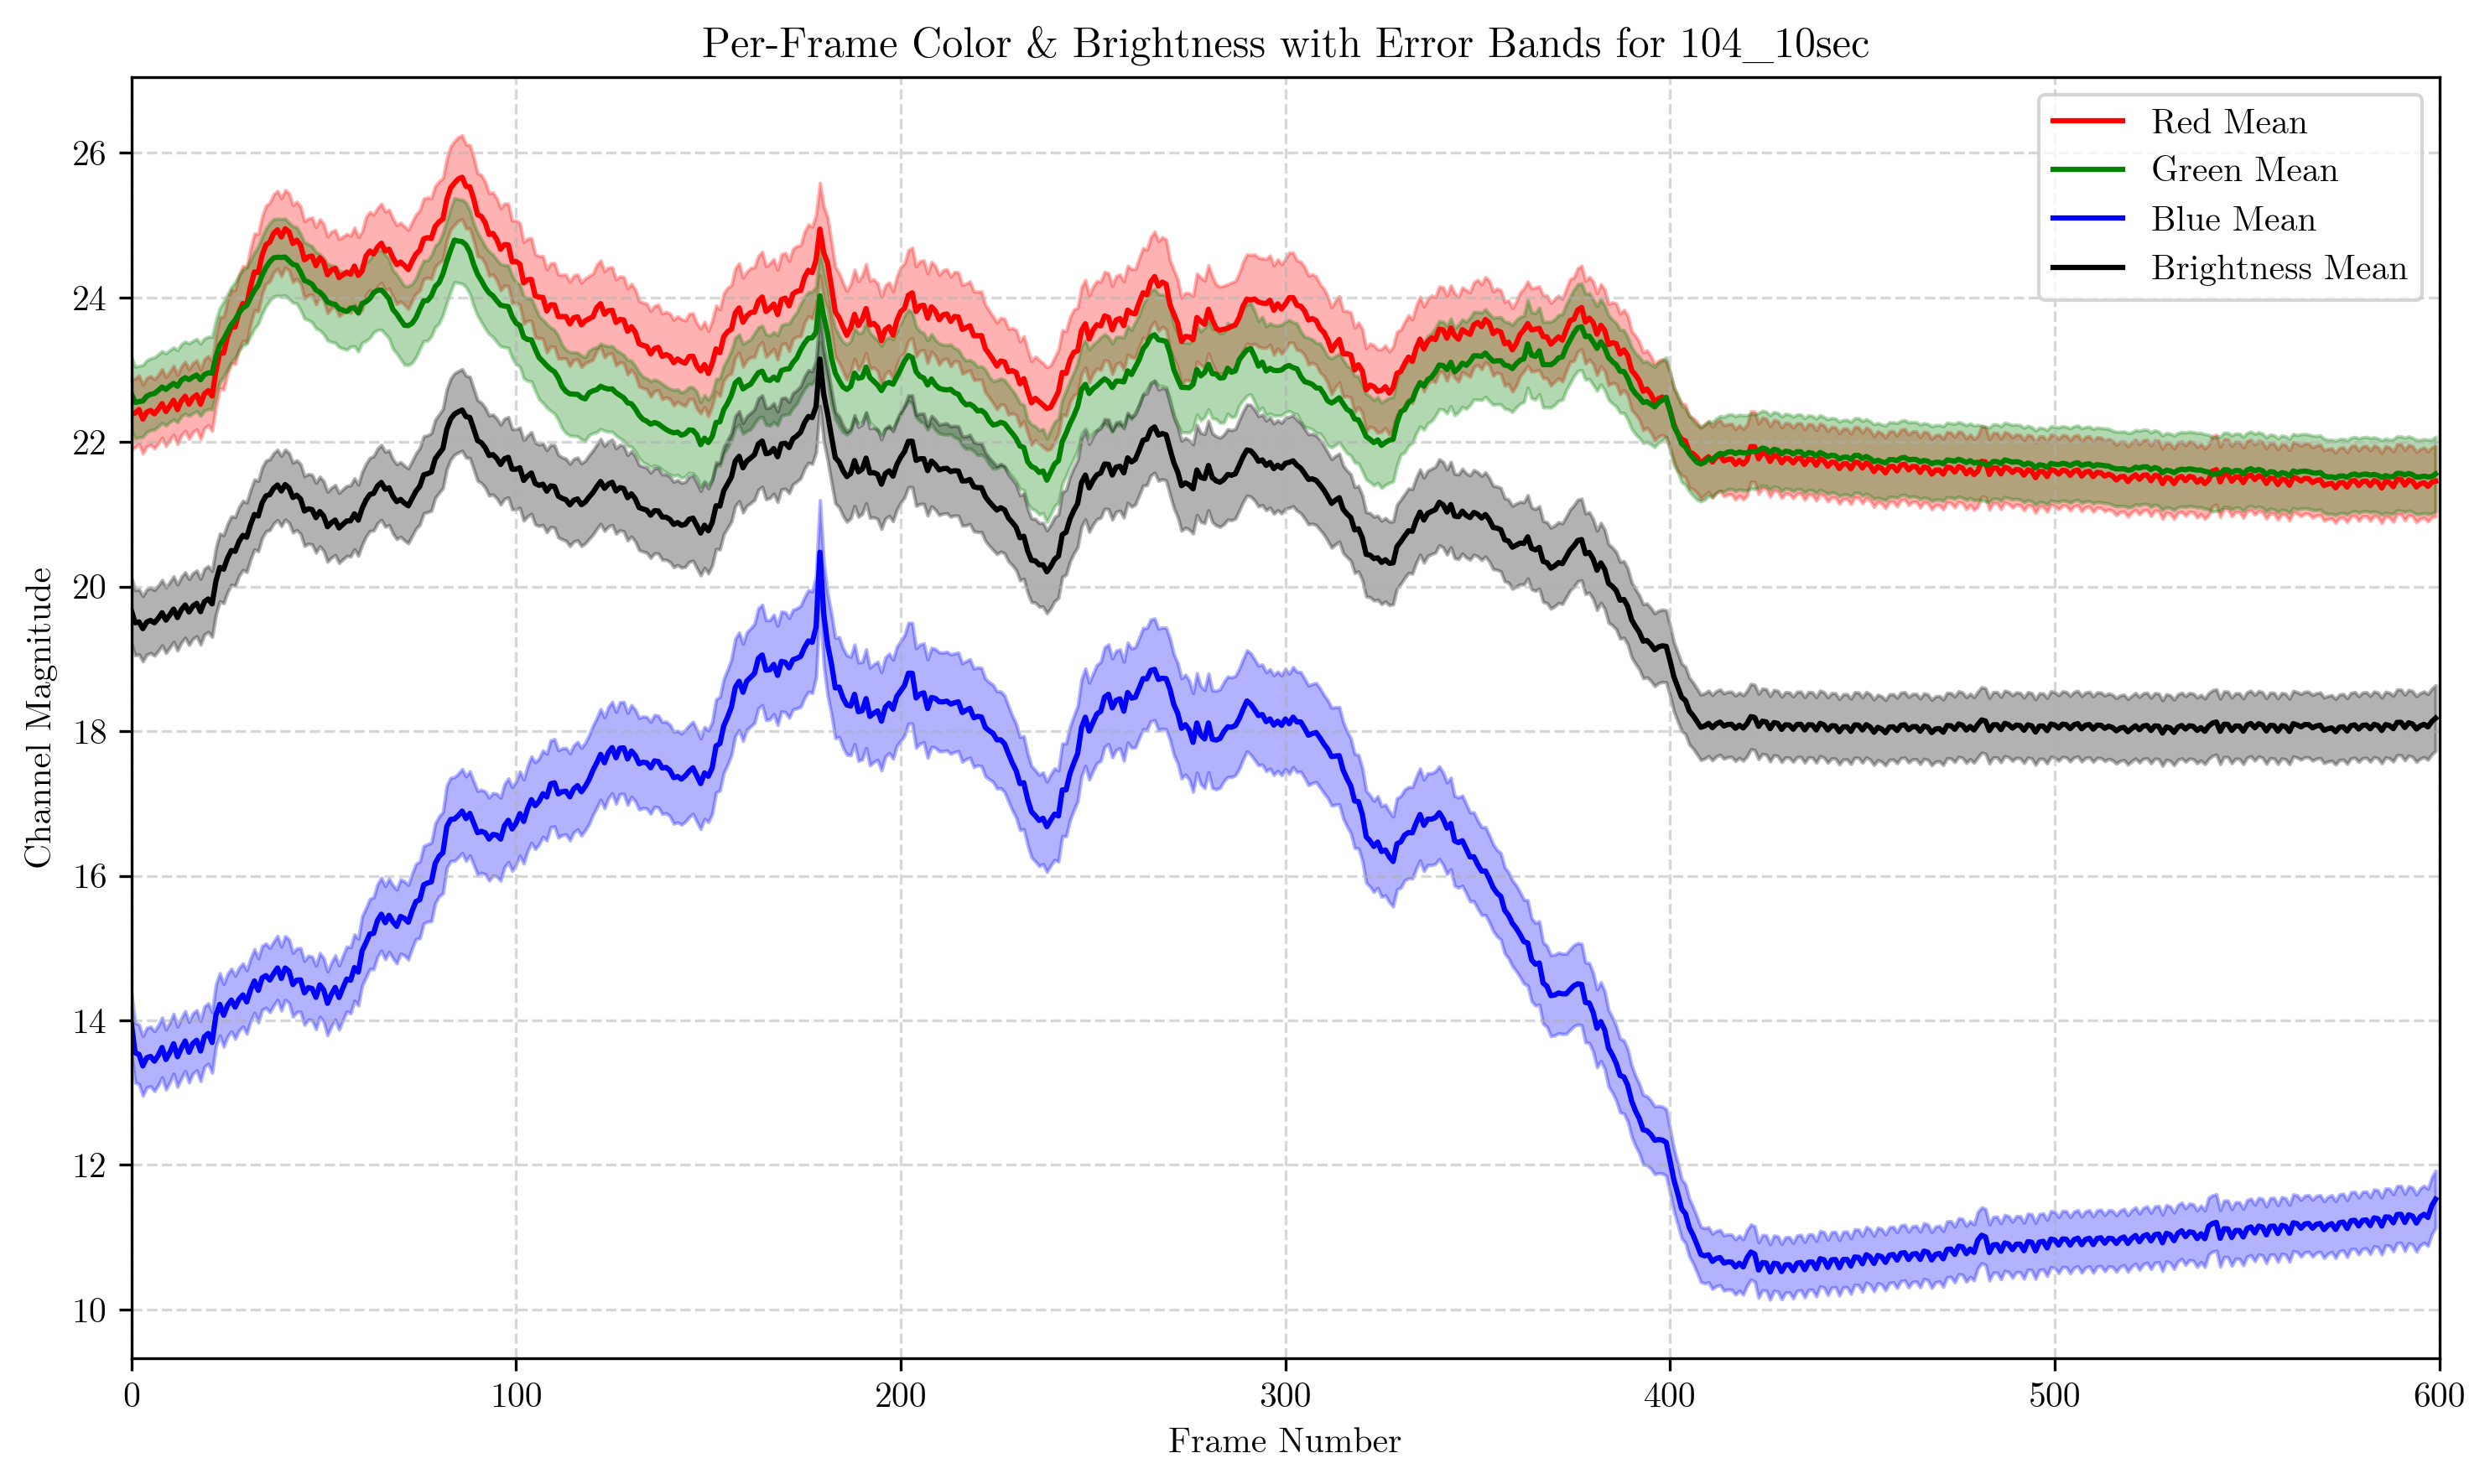 Per-Frame Color & Brightness with Error Bands for 104_10sec
Red Mean
Green Mean
Blue Mean
Brightness Mean
Channel Magnitude
26
24
22
20
18
16
14
12
10
0 100 200 300 400 500 600
Frame Number